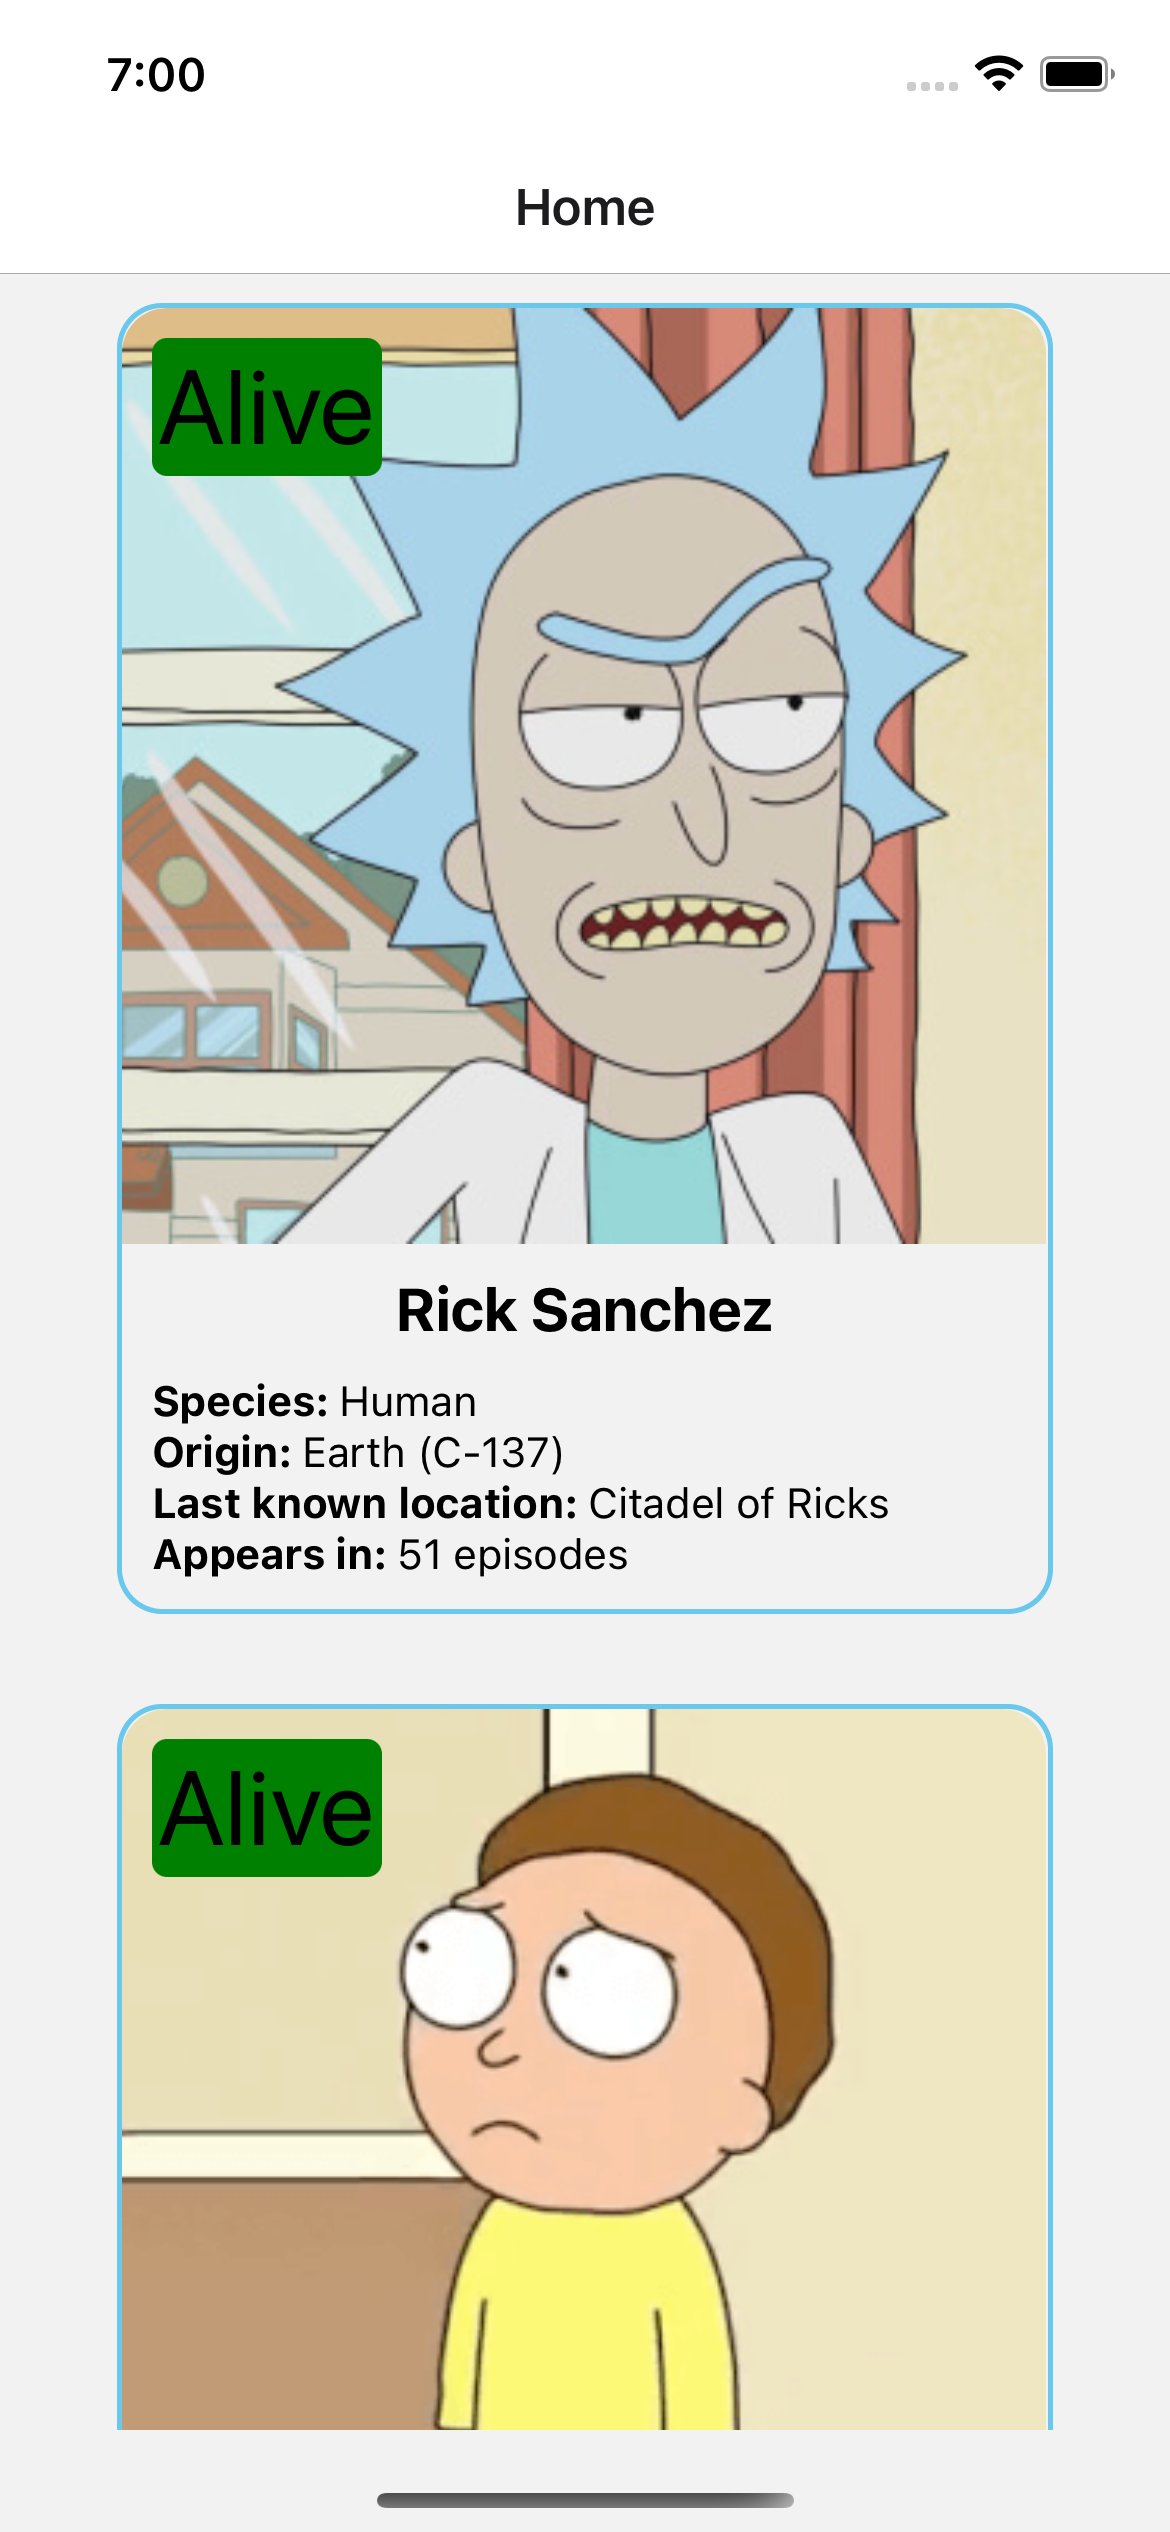 7:00
Home
Alive
Rick Sanchez
Species: Human
Origin: Earth (C-137)
Last known location: Citadel of Ricks
Appears in: 51 episodes
Alive